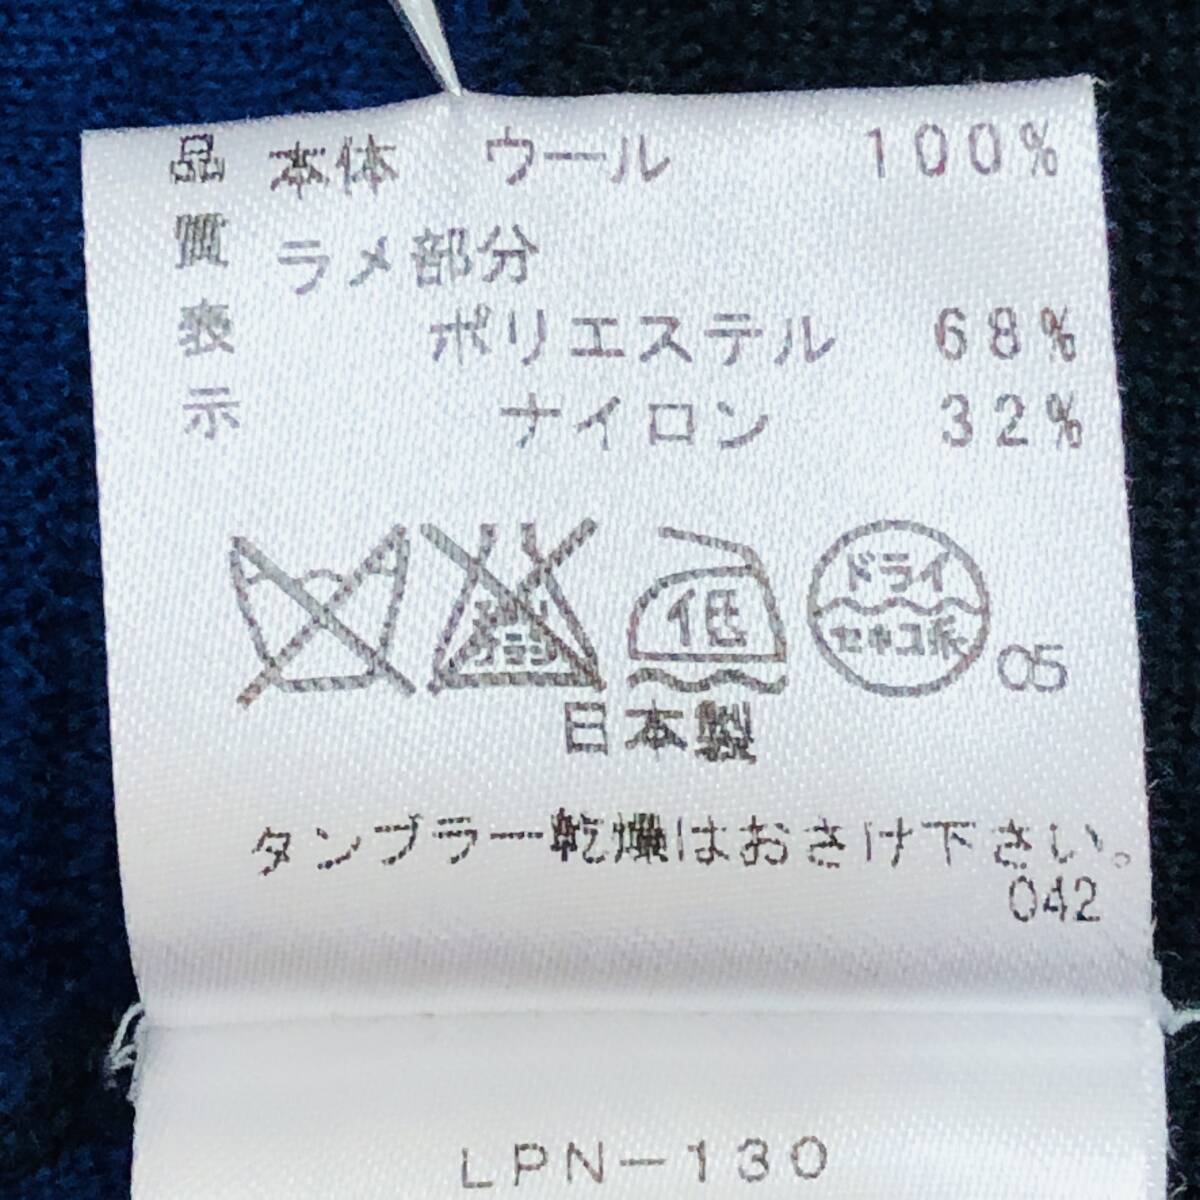 品質表示
本体 ウール 100%
ラメ部分
ポリエステル 68%
ナイロン 32%
低
ドライ
セキユ系
05
日本製
タンブラー乾燥はおさけ下さい。
042
LPN-130